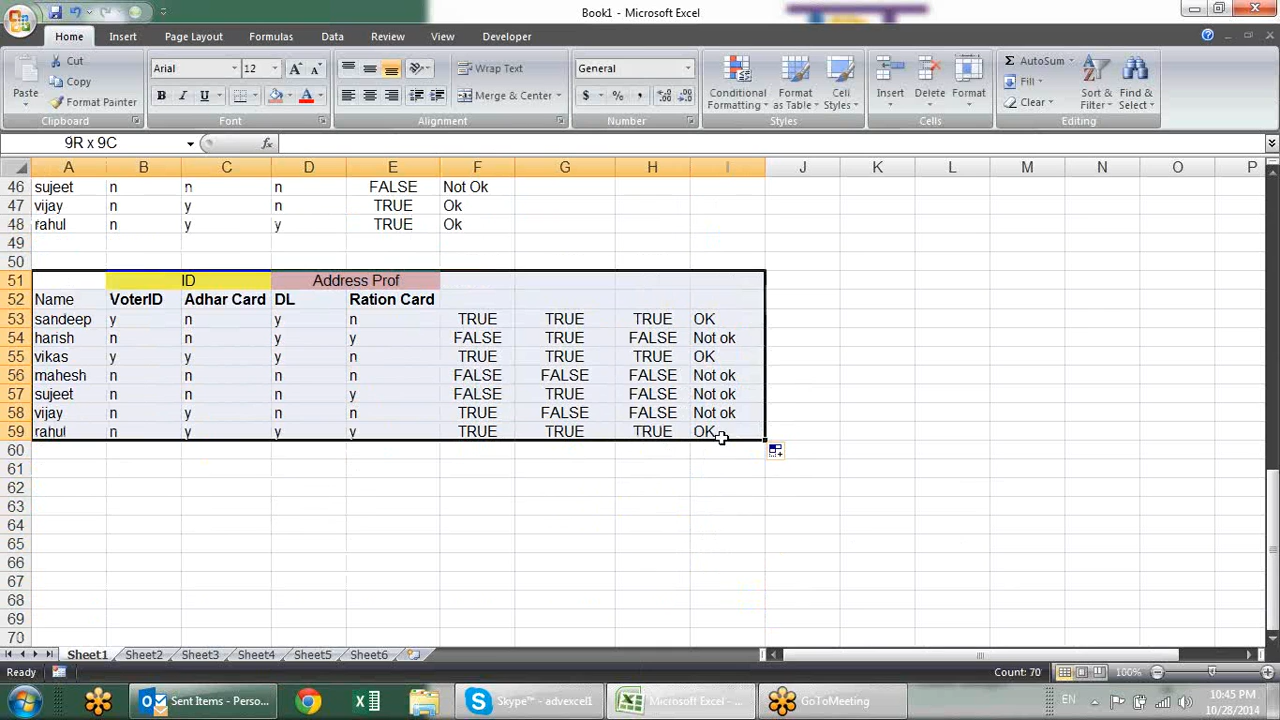 Book1 - Microsoft Excel
Home Insert Page Layout Formulas Data Review View Developer
Paste Cut Copy Format Painter Clipboard
Arial 12 B I U A Font
Wrap Text Merge & Center Alignment
General $ % , Number
Conditional Formatting Format as Table Cell Styles Styles
Insert Delete Format Cells
Σ AutoSum Fill Clear Sort & Filter Find & Select Editing
9R x 9C fx
A B C D E F G H I J K L M N O P
46 sujeet n n n FALSE Not Ok
47 vijay n y n TRUE Ok
48 rahul n y y TRUE Ok
49
50
51 ID Address Prof
52 Name VoterID Adhar Card DL Ration Card
53 sandeep y n y n TRUE TRUE TRUE OK
54 harish n n y y FALSE TRUE FALSE Not ok
55 vikas y y y n TRUE TRUE TRUE OK
56 mahesh n n n n FALSE FALSE FALSE Not ok
57 sujeet n n n y FALSE TRUE FALSE Not ok
58 vijay n y n n TRUE FALSE FALSE Not ok
59 rahul n y y y TRUE TRUE TRUE OK
60
61
62
63
64
65
66
67
68
69
70
Sheet1 Sheet2 Sheet3 Sheet4 Sheet5 Sheet6
Ready Count: 70 100%
Sent Items - Perso... Skype™ - advexcel1 Microsoft Excel - ... GoToMeeting EN 10:45 PM
10/28/2014